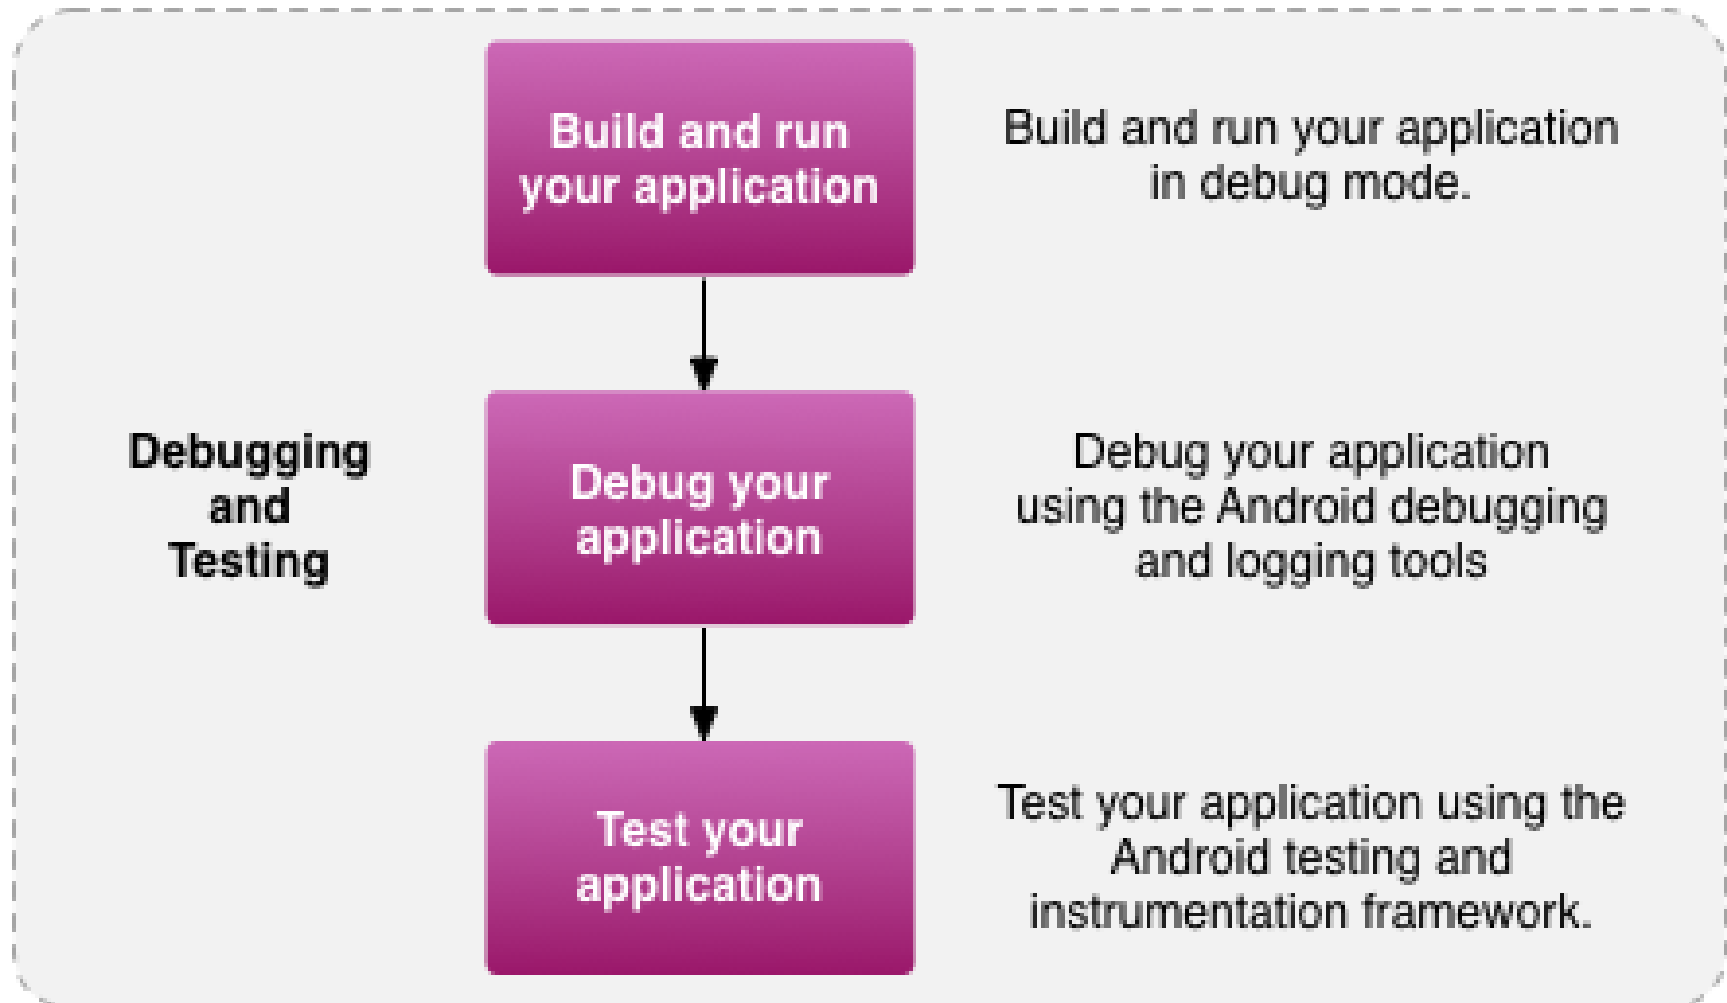 Build and run
your application
Build and run your application
in debug mode.
Debugging
and
Testing
Debug your
application
Debug your application
using the Android debugging
and logging tools
Test your
application
Test your application using the
Android testing and
instrumentation framework.